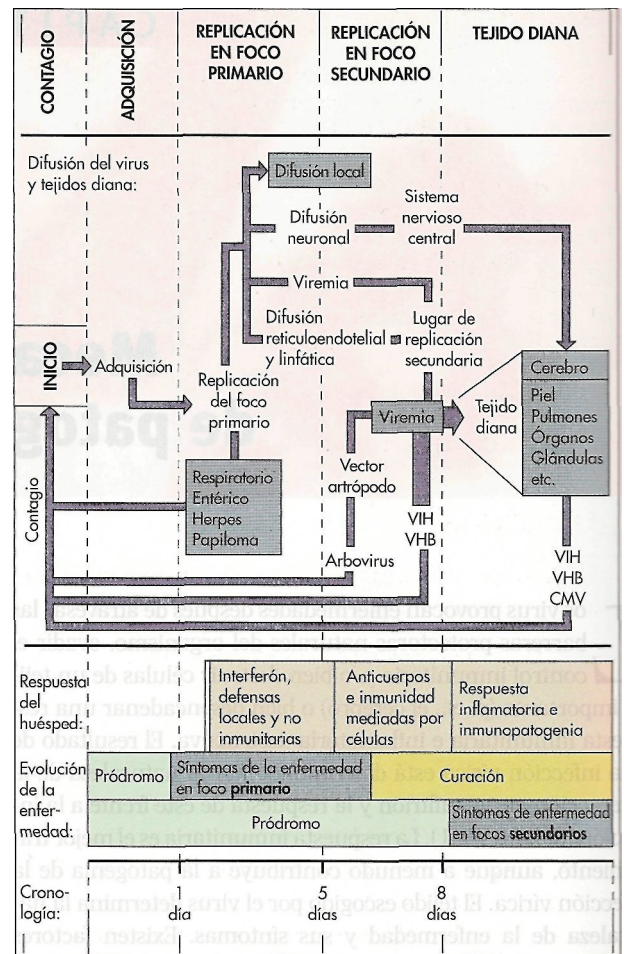 CONTAGIO
ADQUISICIÓN
REPLICACIÓN
EN FOCO
PRIMARIO
REPLICACIÓN
EN FOCO
SECUNDARIO
TEJIDO DIANA
Difusión del virus
y tejidos diana:
Difusión local
Difusión
neuronal
Sistema
nervioso
central
Viremia
Difusión
reticuloendotelial
y linfática
Lugar de
replicación
secundaria
INICIO
Adquisición
Replicación
del foco
primario
Viremia
Tejido
diana
Cerebro
Piel
Pulmones
Órganos
Glándulas
etc.
Respiratorio
Entérico
Herpes
Papiloma
Vector
artrópodo
Contagio
Arbovirus
VIH
VHB
VIH
VHB
CMV
Respuesta
del
huésped:
Interferón,
defensas
locales y no
inmunitarias
Anticuerpos
e inmunidad
mediadas por
células
Respuesta
inflamatoria e
inmunopatogenia
Evolución
de la
enfer-
medad:
Pródromo
Síntomas de la enfermedad
en foco primario
Curación
Pródromo
Síntomas de enfermedad
en focos secundarios
Crono-
logía:
1
día
5
días
8
días